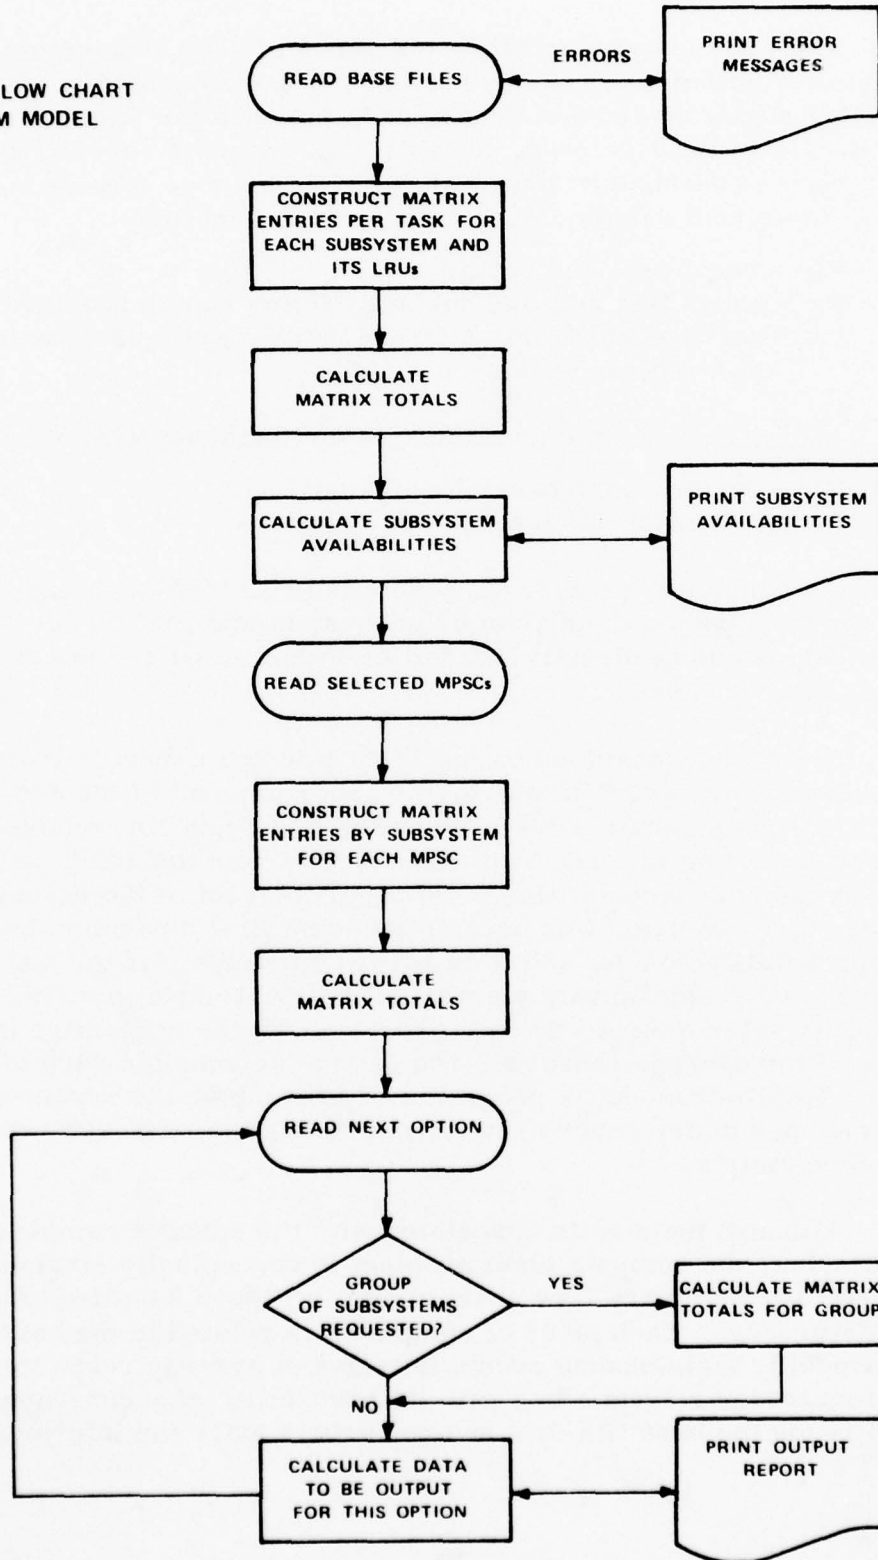 LOW CHART
M MODEL
READ BASE FILES
ERRORS
PRINT ERROR
MESSAGES
CONSTRUCT MATRIX
ENTRIES PER TASK FOR
EACH SUBSYSTEM AND
ITS LRUs
CALCULATE
MATRIX TOTALS
CALCULATE SUBSYSTEM
AVAILABILITIES
PRINT SUBSYSTEM
AVAILABILITIES
READ SELECTED MPSCs
CONSTRUCT MATRIX
ENTRIES BY SUBSYSTEM
FOR EACH MPSC
CALCULATE
MATRIX TOTALS
READ NEXT OPTION
GROUP
OF SUBSYSTEMS
REQUESTED?
YES
CALCULATE MATRIX
TOTALS FOR GROUP
NO
CALCULATE DATA
TO BE OUTPUT
FOR THIS OPTION
PRINT OUTPUT
REPORT